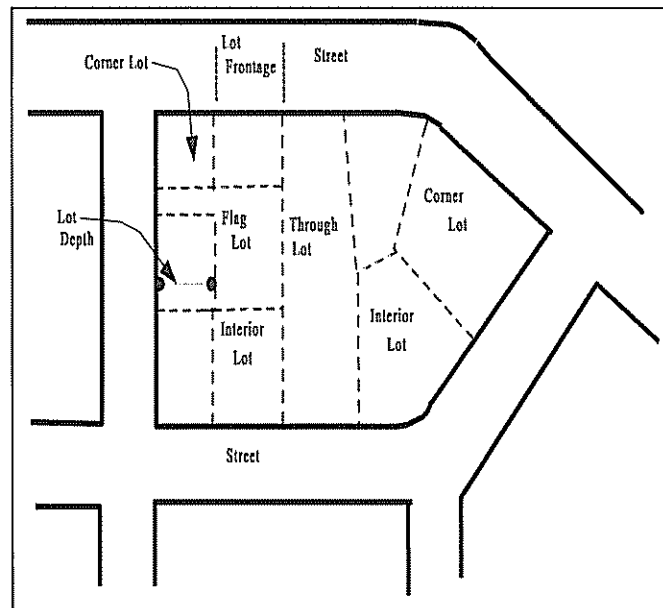 Lot
Frontage
Street
Corner Lot
Corner
Lot
Lot
Depth
Flag
Lot
Through
Lot
Interior
Lot
Interior
Lot
Street